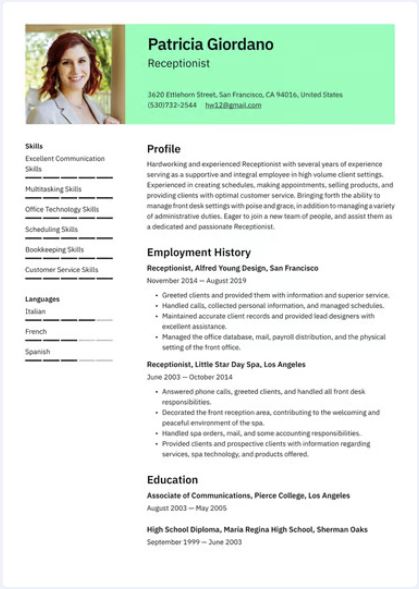 Patricia Giordano
Receptionist
3620 Ettlehorn Street, San Francisco, CA 94016, United States
(530)732-2544 hw12@gmail.com
Skills
Excellent Communication
Skills
Multitasking Skills
Office Technology Skills
Scheduling Skills
Bookkeeping Skills
Customer Service Skills
Languages
Italian
French
Spanish
Profile
Hardworking and experienced Receptionist with several years of experience
serving as a supportive and integral employee in high volume client settings.
Experienced in creating schedules, making appointments, selling products, and
providing clients with optimal customer service. Bringing forth the ability to
manage front desk settings with poise and grace, in addition to managing a variety
of administrative duties. Eager to join a new team of people, and assist them as
a dedicated and passionate Receptionist.
Employment History
Receptionist, Alfred Young Design, San Francisco
November 2014 — August 2019
• Greeted clients and provided them with information and superior service.
• Handled calls, collected personal information, and managed schedules.
• Maintained accurate client records and provided lead designers with
excellent assistance.
• Managed the office database, mail, payroll distribution, and the physical
setting of the front office.
Receptionist, Little Star Day Spa, Los Angeles
June 2003 — October 2014
• Answered phone calls, greeted clients, and handled all front desk
responsibilities.
• Decorated the front reception area, contributing to the welcoming and
peaceful environment of the spa.
• Handled spa orders, mail, and some accounting responsibilities.
• Provided clients and prospective clients with information regarding
services, spa technology, and products offered.
Education
Associate of Communications, Pierce College, Los Angeles
August 2003 — May 2005
High School Diploma, Maria Regina High School, Sherman Oaks
September 1999 — June 2003